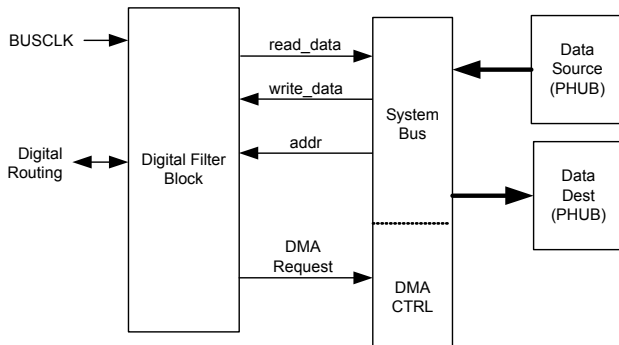 BUSCLK
Digital
Routing
Digital Filter
Block
read_data
write_data
addr
DMA
Request
System
Bus
DMA
CTRL
Data
Source
(PHUB)
Data
Dest
(PHUB)